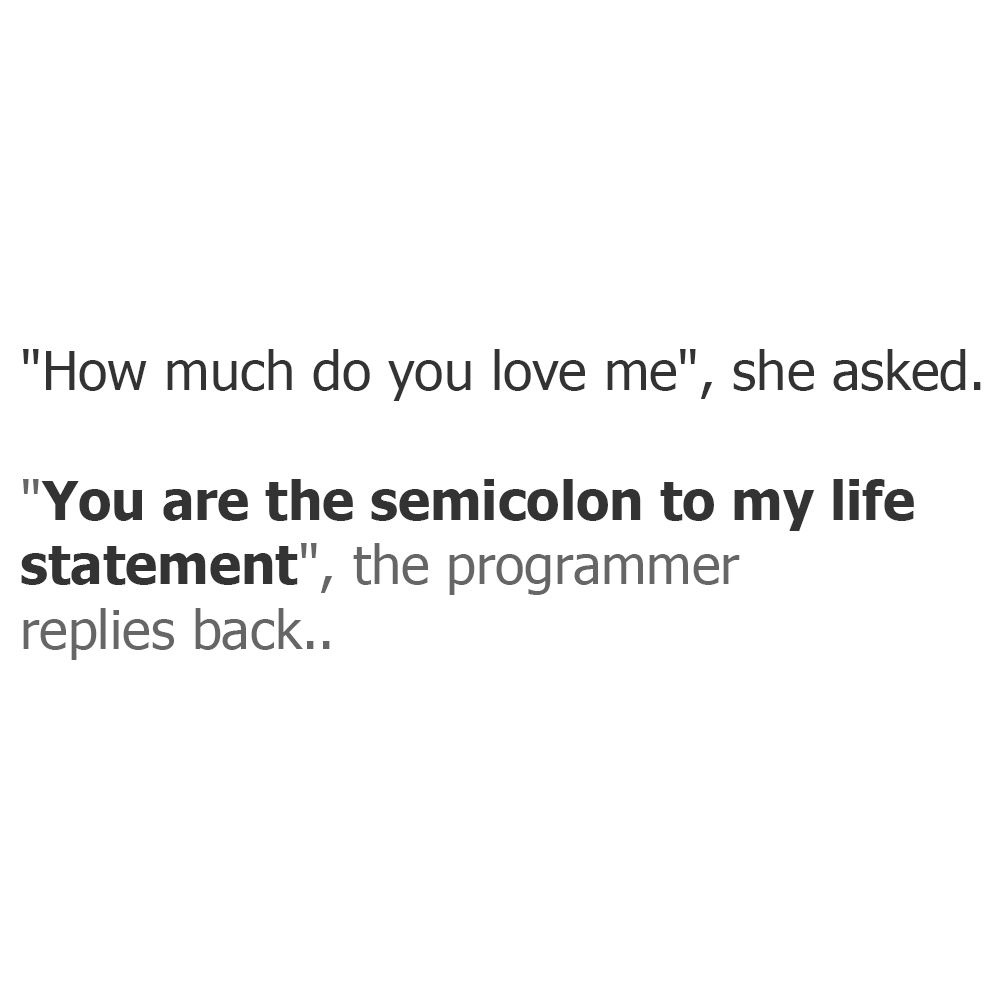 "How much do you love me", she asked.
"You are the semicolon to my life
statement", the programmer
replies back..